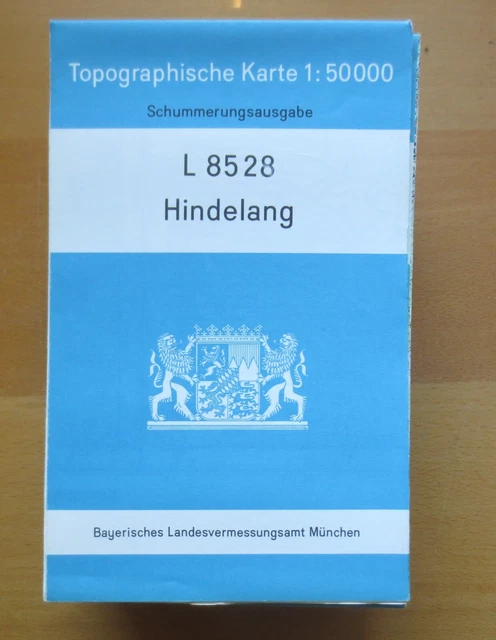 Topographische Karte 1:50000
Schummerungsausgabe
L 8528
Hindelang
Bayerisches Landesvermessungsamt München